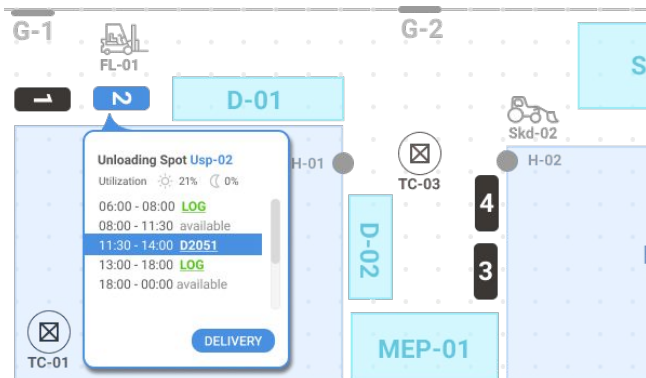 G-1
G-2
FL-01
S
1
2
D-01
Skd-02
Unloading Spot Usp-02
Utilization 21% 0%
06:00 - 08:00 LOG
08:00 - 11:30 available
11:30 - 14:00 D2051
13:00 - 18:00 LOG
18:00 - 00:00 available
DELIVERY
H-01
TC-03
H-02
4
D-02
3
TC-01
MEP-01